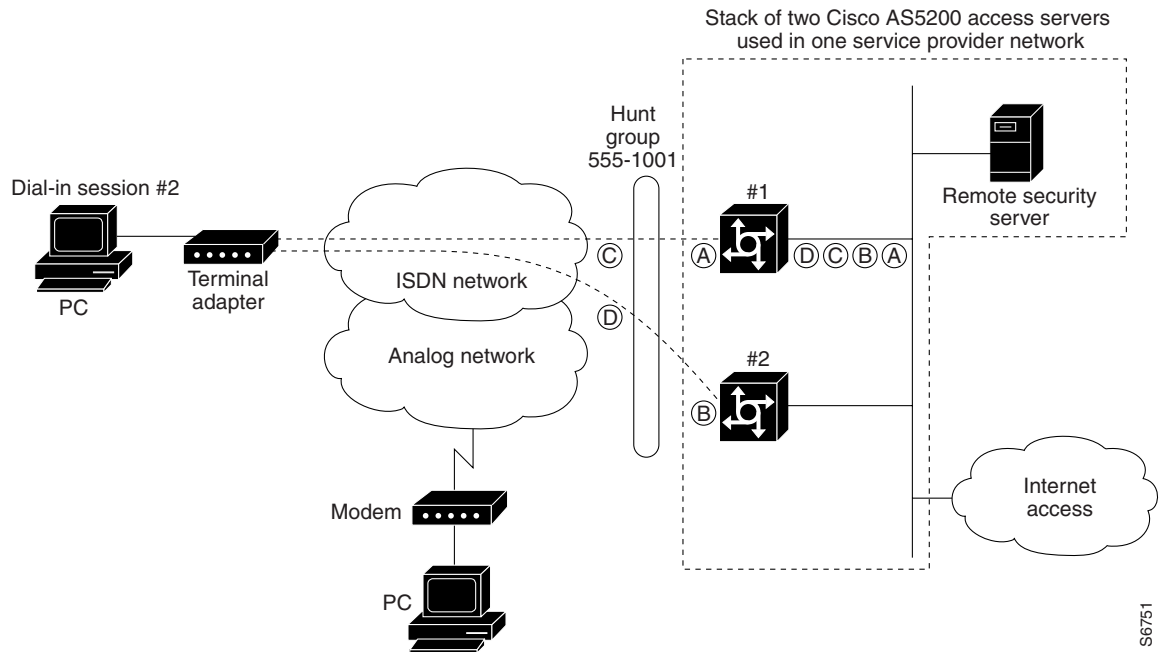 Stack of two Cisco AS5200 access servers
used in one service provider network
Hunt
group
555-1001
Dial-in session #2
#1
Remote security
server
C
A
D C B A
Terminal
adapter
PC
ISDN network
D
Analog network
#2
B
Internet
access
Modem
PC
S6751